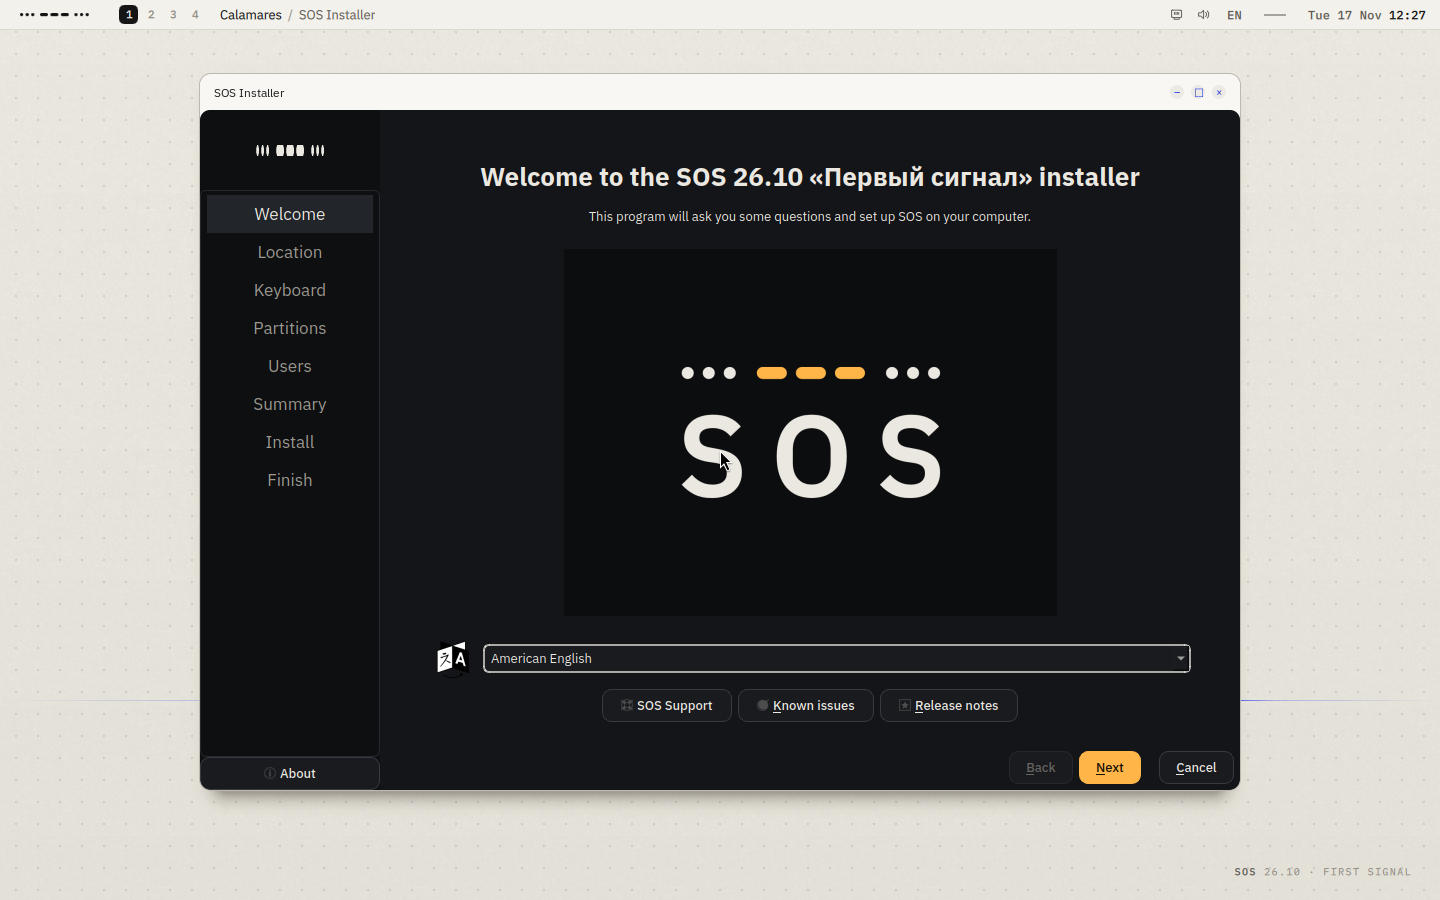 1 2 3 4 Calamares / SOS Installer
EN
Tue 17 Nov 12:27
SOS Installer
Welcome
Location
Keyboard
Partitions
Users
Summary
Install
Finish
About
Welcome to the SOS 26.10 «Первый сигнал» installer
This program will ask you some questions and set up SOS on your computer.
SOS
American English
SOS Support
Known issues
Release notes
Back
Next
Cancel
SOS 26.10 · FIRST SIGNAL